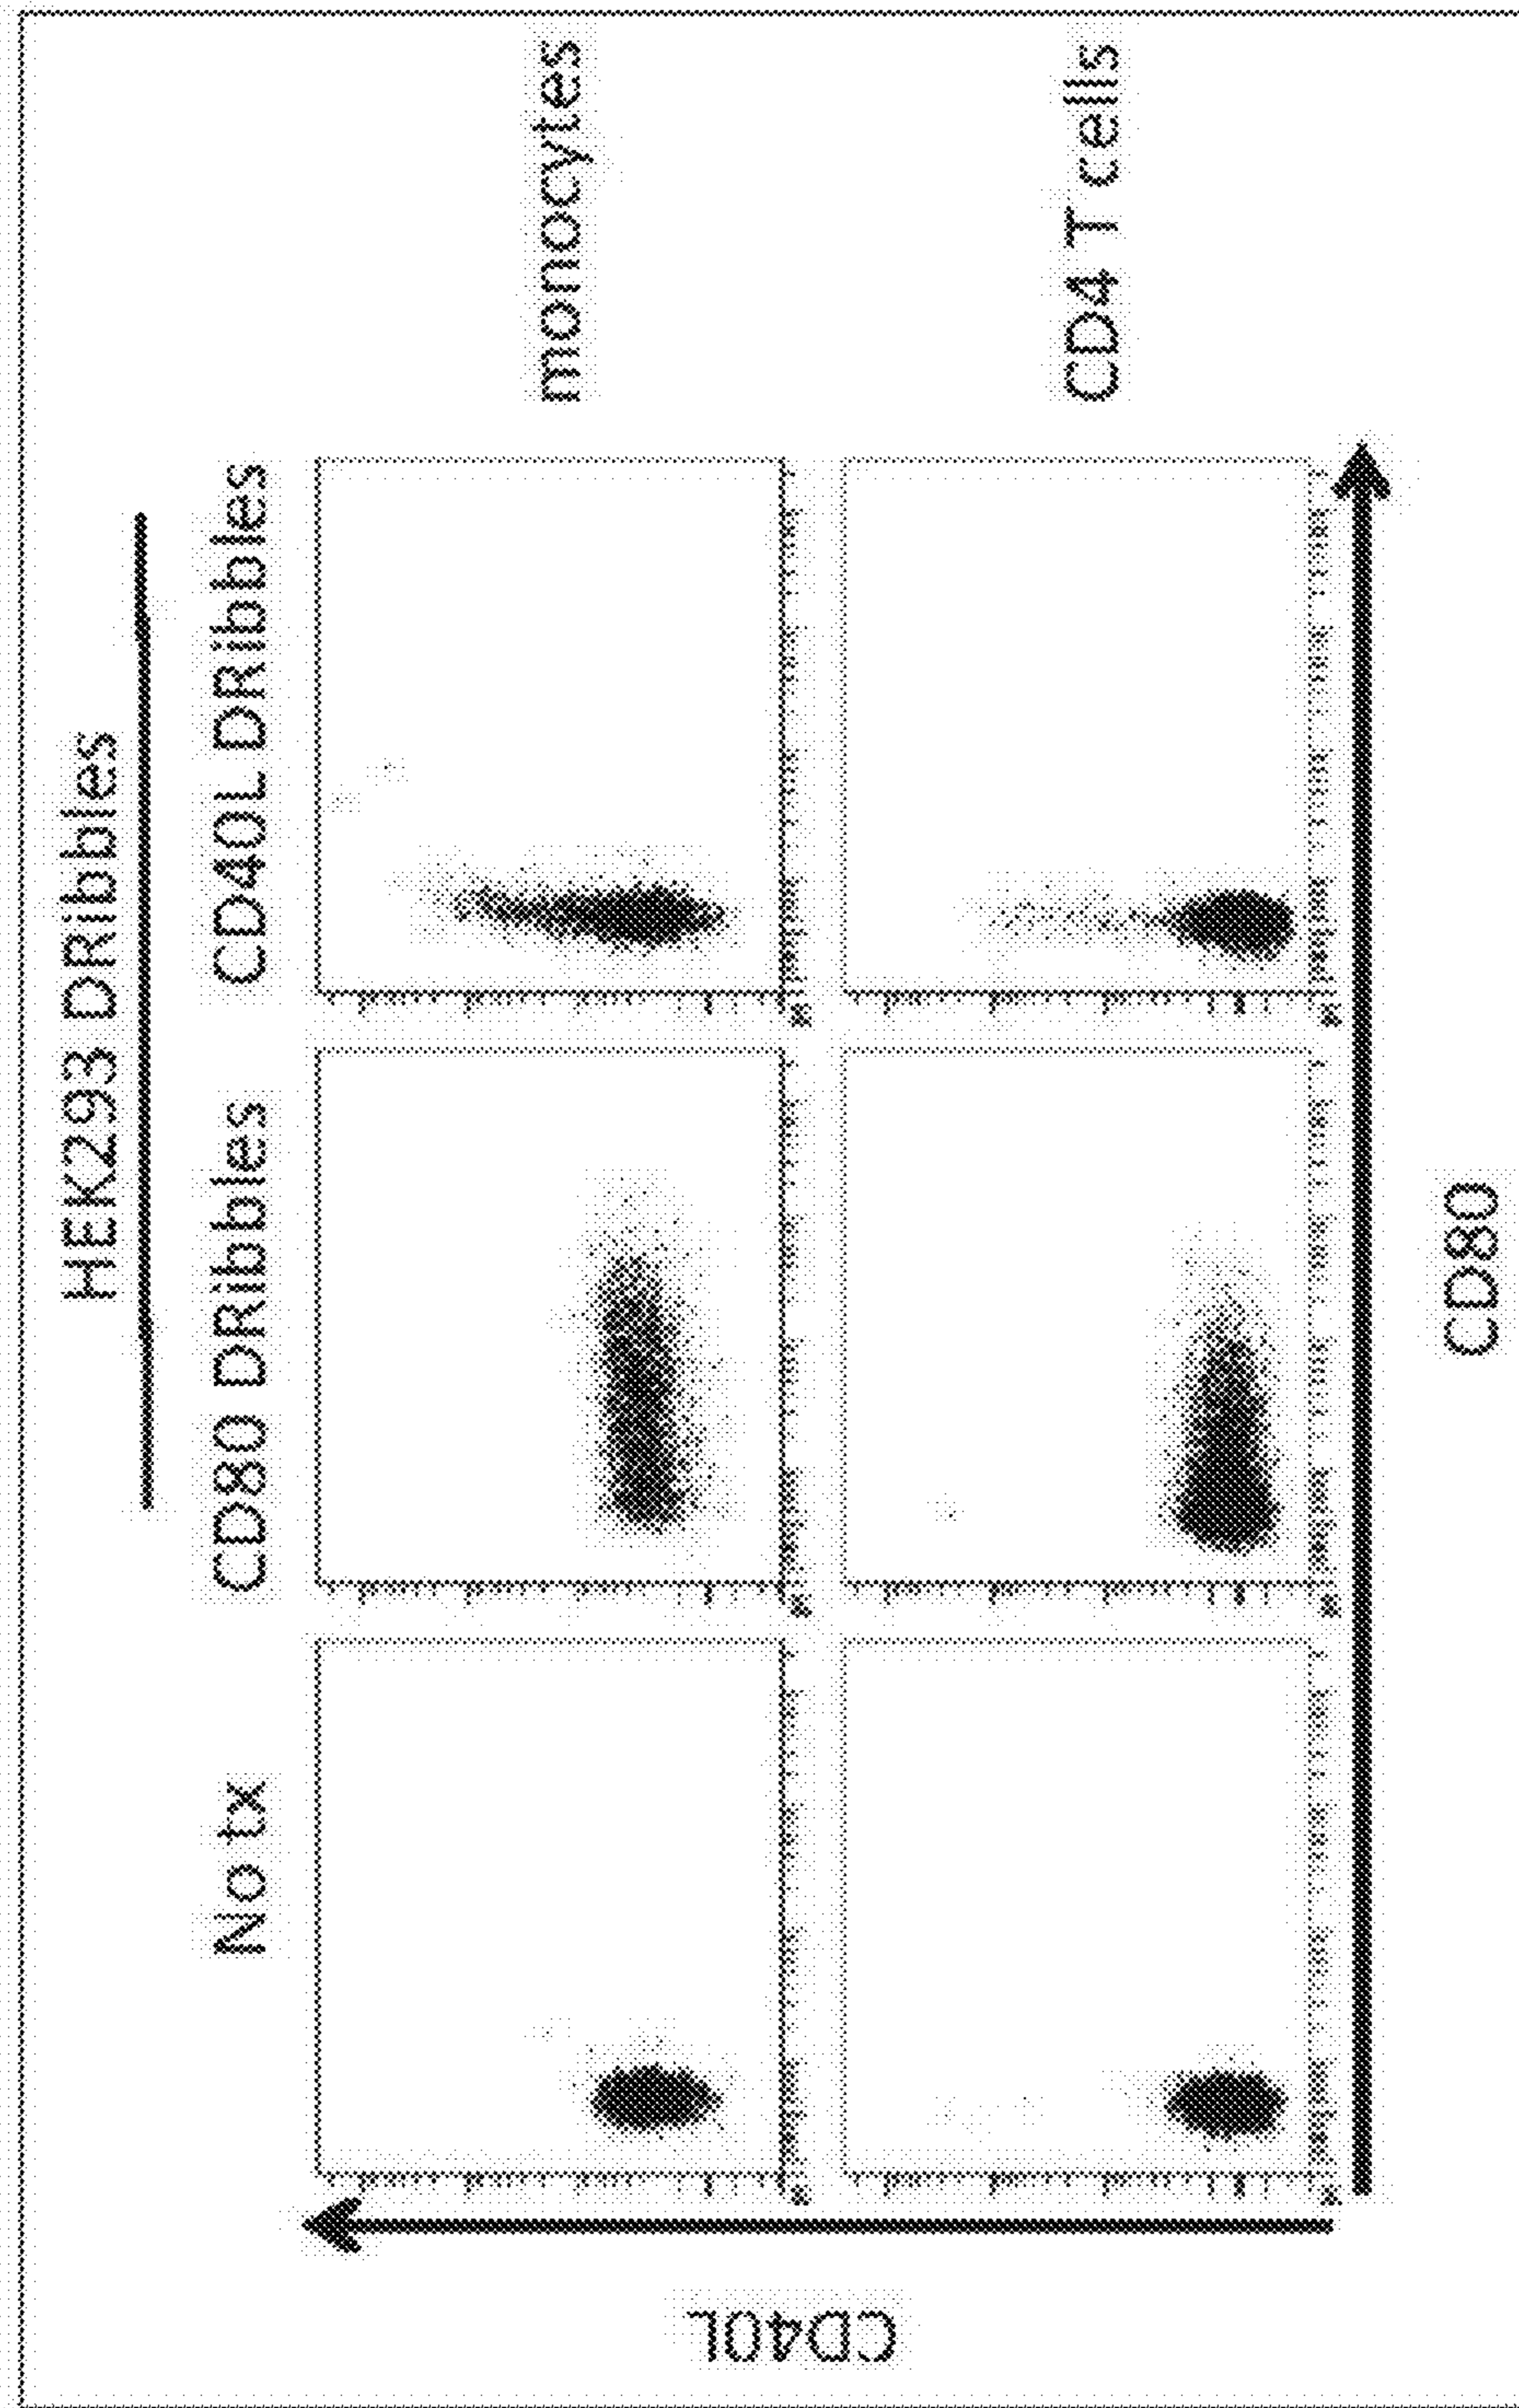 HEK293 DRibbles
No tx
CD80 DRibbles
CD40L DRibbles
monocytes
CD4 T cells
CD40L
CD80